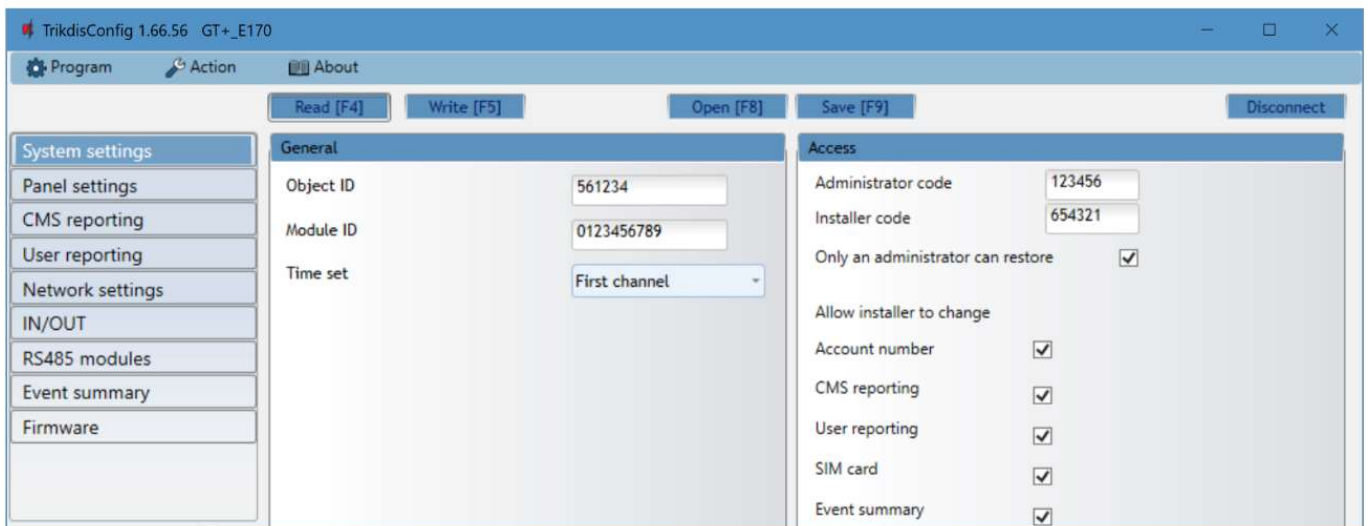 TrikdisConfig 1.66.56 GT+_E170
Program Action About
Read [F4] Write [F5] Open [F8] Save [F9] Disconnect
System settings
Panel settings
CMS reporting
User reporting
Network settings
IN/OUT
RS485 modules
Event summary
Firmware
General
Object ID 561234
Module ID 0123456789
Time set First channel
Access
Administrator code 123456
Installer code 654321
Only an administrator can restore
Allow installer to change
Account number
CMS reporting
User reporting
SIM card
Event summary